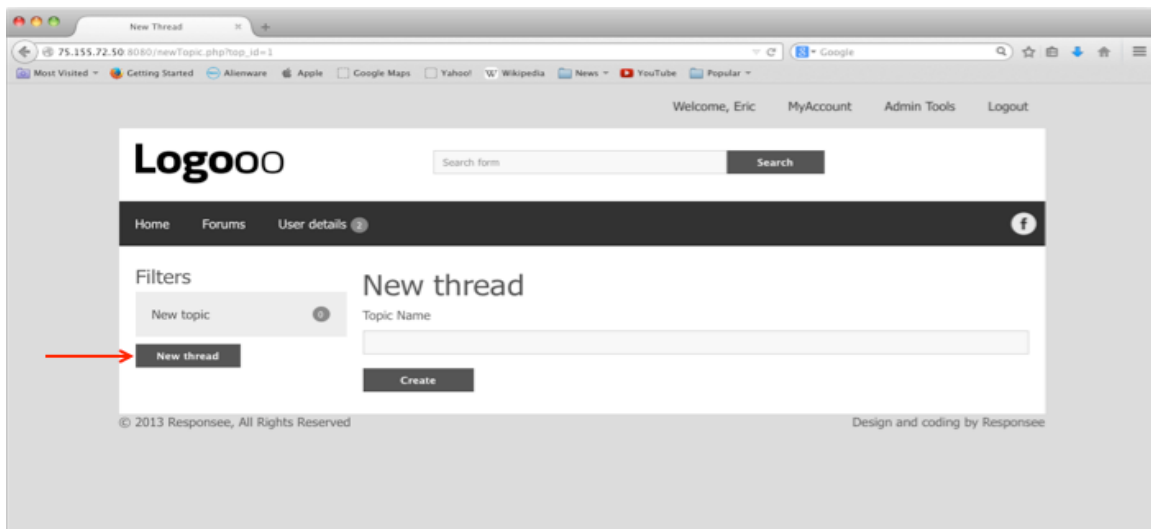 New Thread
75.155.72.50:8080/newTopic.php?top_id=1
Google
Most Visited Getting Started Alienware Apple Google Maps Yahoo! Wikipedia News YouTube Popular
Welcome, Eric MyAccount Admin Tools Logout
Logooo
Search form Search
Home Forums User details 2
Filters
New thread
New topic 0
Topic Name
New thread
Create
© 2013 Responsee, All Rights Reserved Design and coding by Responsee